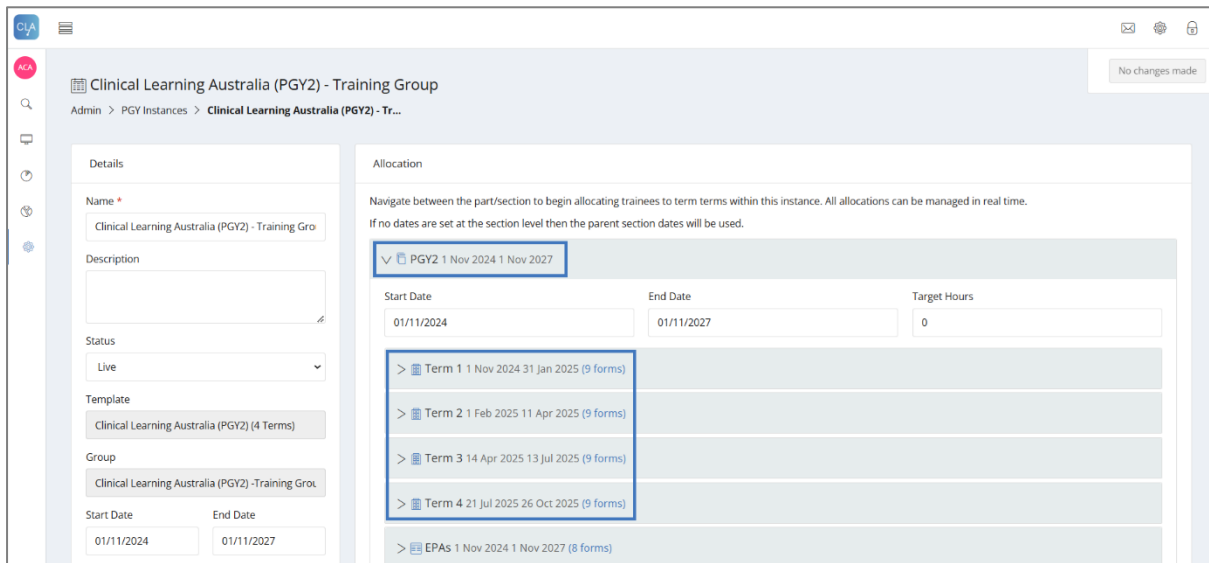 CLA
ACA
No changes made
Clinical Learning Australia (PGY2) - Training Group
Admin > PGY Instances > Clinical Learning Australia (PGY2) - Tr...
Details
Name *
Clinical Learning Australia (PGY2) - Training Gro
Description
Status
Live
Template
Clinical Learning Australia (PGY2) (4 Terms)
Group
Clinical Learning Australia (PGY2) -Training Grou
Start Date End Date
01/11/2024 01/11/2027
Allocation
Navigate between the part/section to begin allocating trainees to term terms within this instance. All allocations can be managed in real time.
If no dates are set at the section level then the parent section dates will be used.
PGY2 1 Nov 2024 1 Nov 2027
Start Date End Date Target Hours
01/11/2024 01/11/2027 0
Term 1 1 Nov 2024 31 Jan 2025 (9 forms)
Term 2 1 Feb 2025 11 Apr 2025 (9 forms)
Term 3 14 Apr 2025 13 Jul 2025 (9 forms)
Term 4 21 Jul 2025 26 Oct 2025 (9 forms)
EPAs 1 Nov 2024 1 Nov 2027 (8 forms)